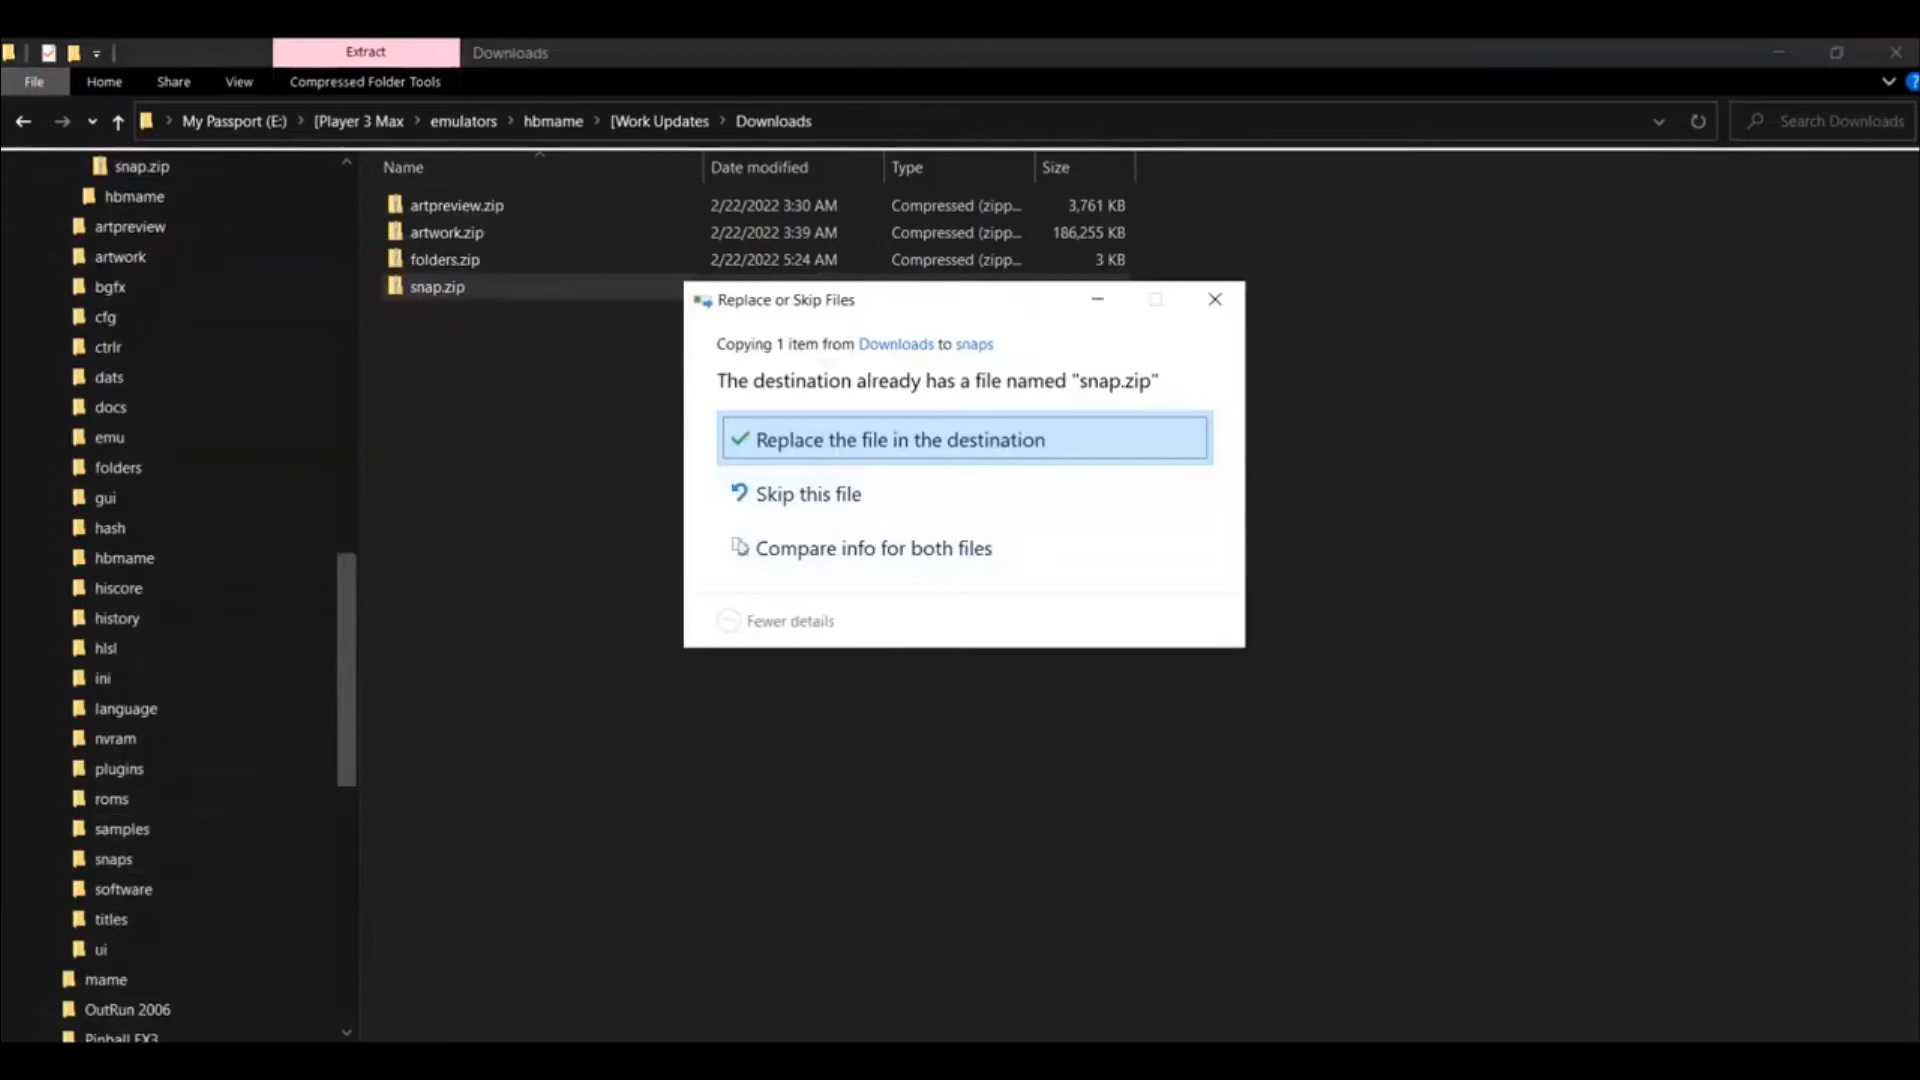 Extract
Downloads
File
Home
Share
View
Compressed Folder Tools
My Passport (E:)
[Player 3 Max
emulators
hbmame
[Work Updates
Downloads
Search Downloads
snap.zip
hbmame
artpreview
artwork
bgfx
cfg
ctrlr
dats
docs
emu
folders
gui
hash
hbmame
hiscore
history
hlsl
ini
language
nvram
plugins
roms
samples
snaps
software
titles
ui
mame
OutRun 2006
Pinball FX3
Name Date modified Type Size
artpreview.zip 2/22/2022 3:30 AM Compressed (zipp... 3,761 KB
artwork.zip 2/22/2022 3:39 AM Compressed (zipp... 186,255 KB
folders.zip 2/22/2022 5:24 AM Compressed (zipp... 3 KB
snap.zip
Replace or Skip Files
Copying 1 item from Downloads to snaps
The destination already has a file named "snap.zip"
Replace the file in the destination
Skip this file
Compare info for both files
Fewer details